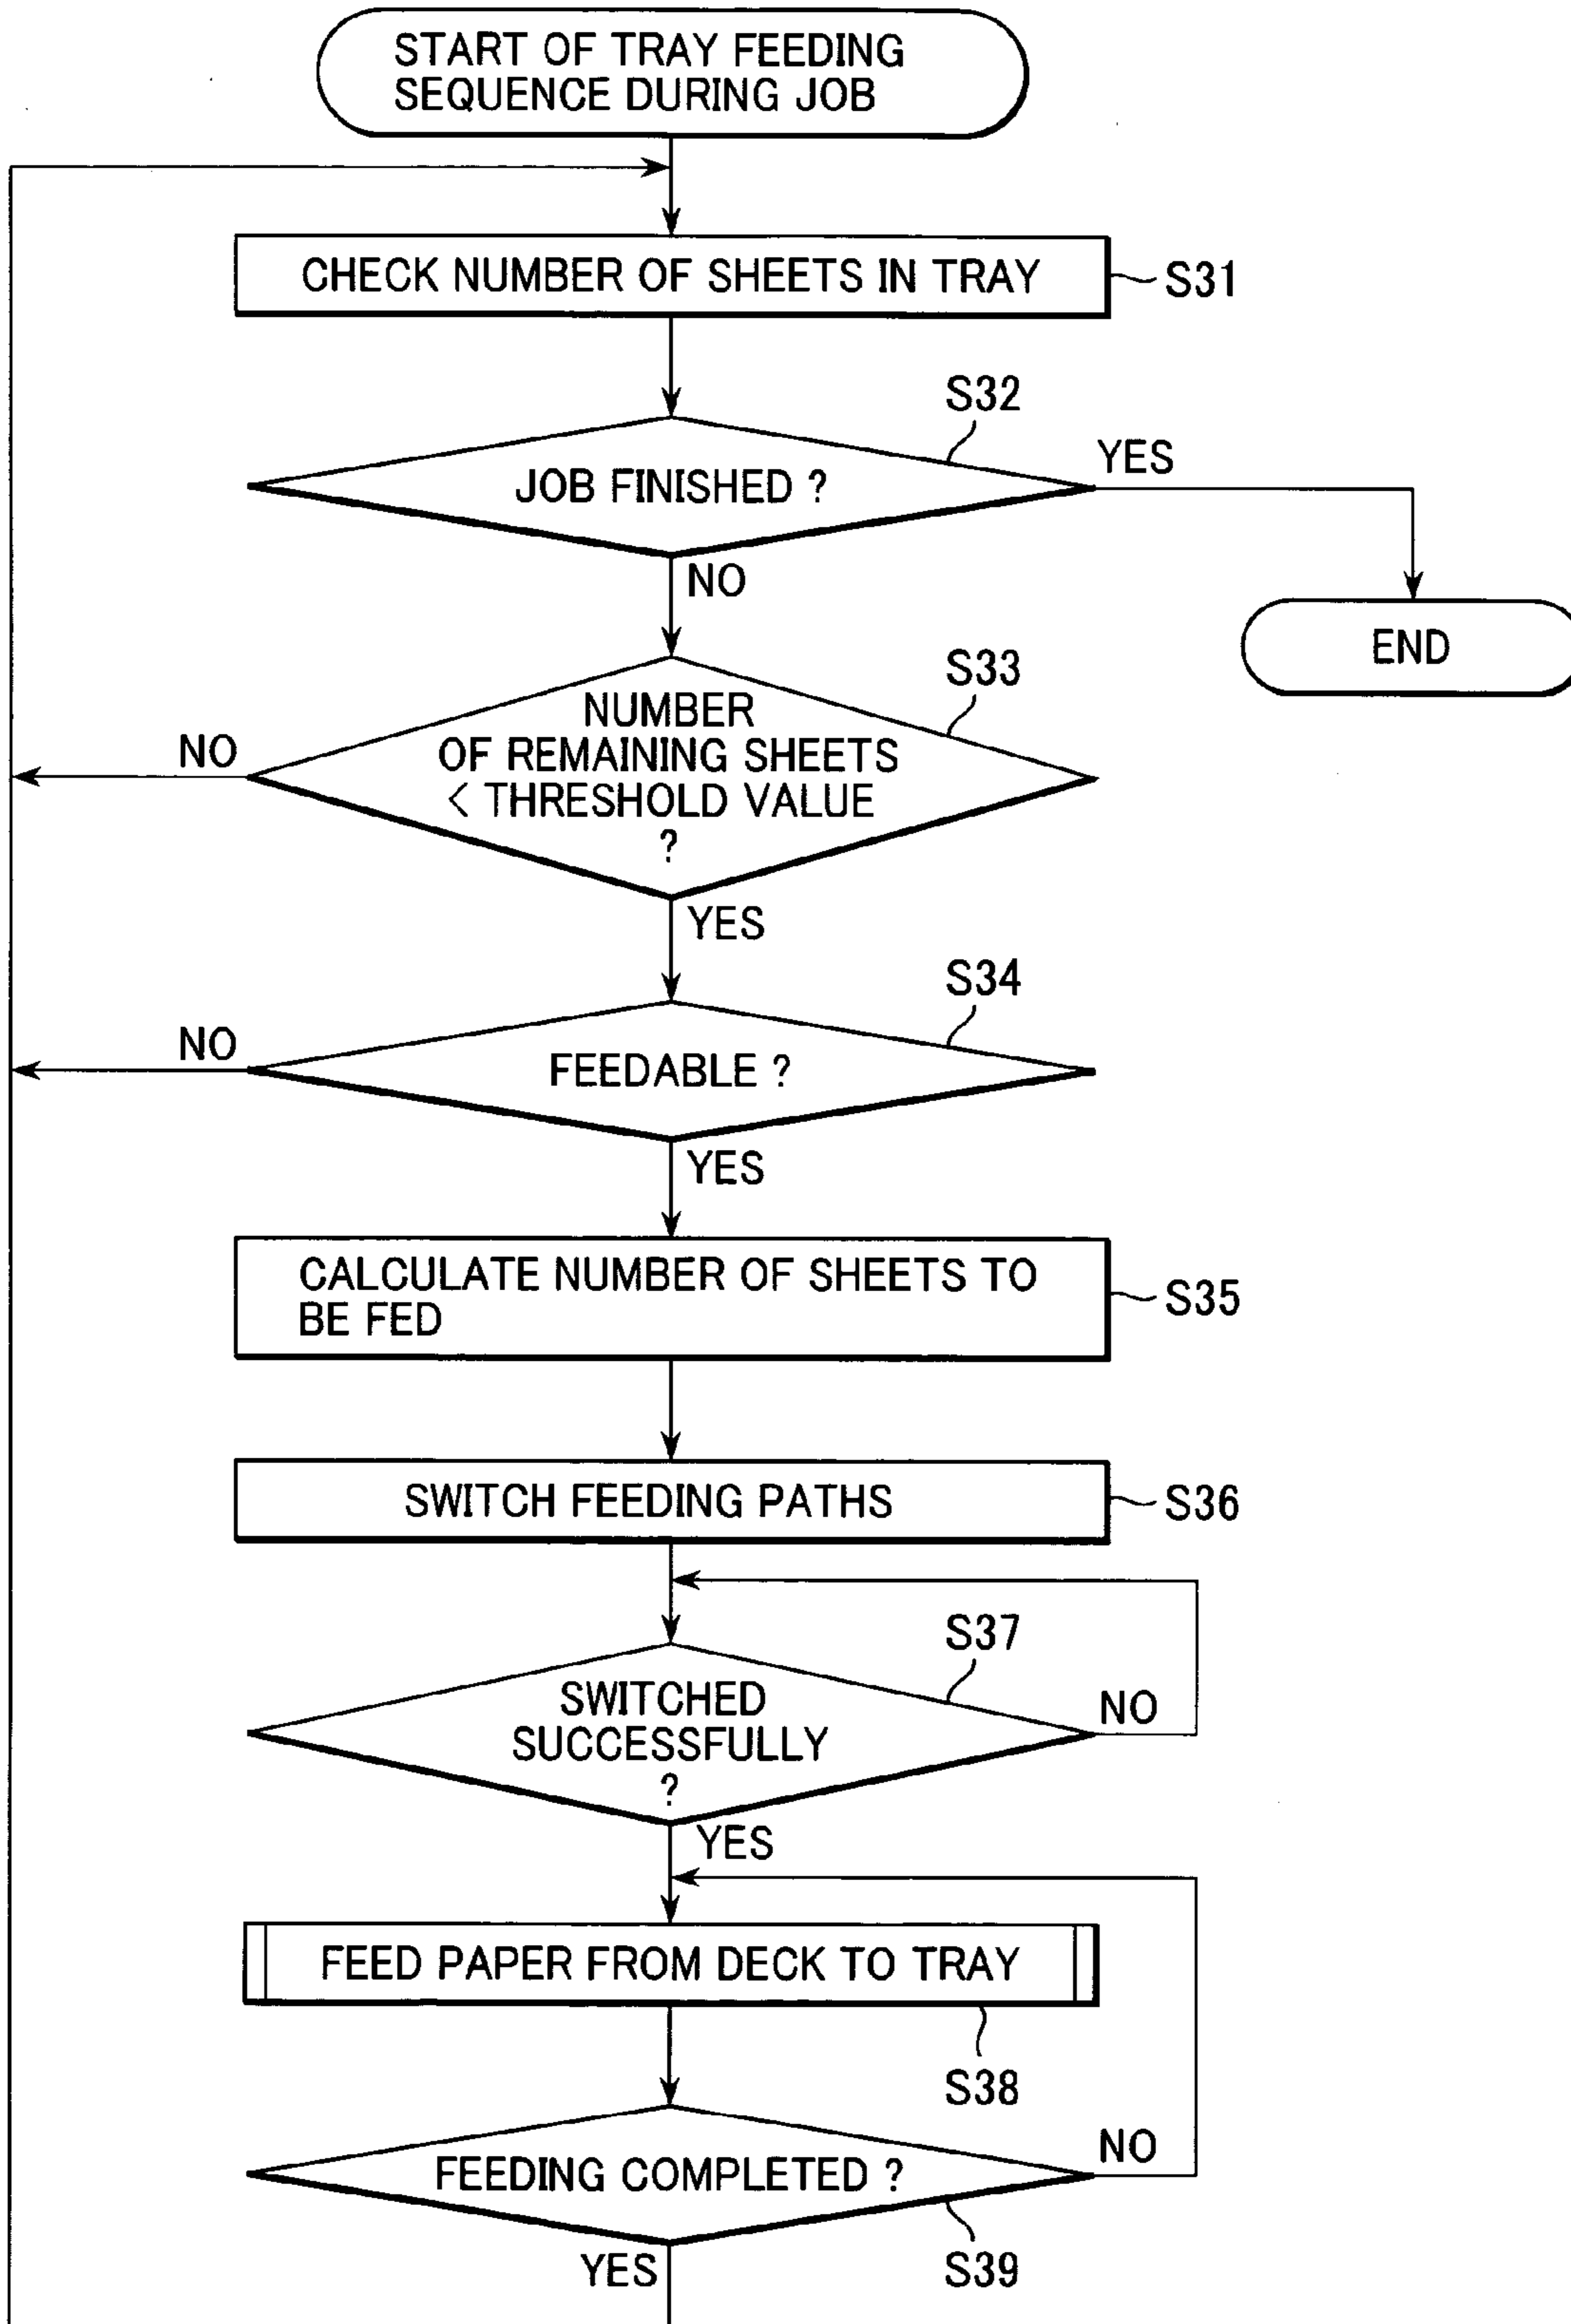 START OF TRAY FEEDING
SEQUENCE DURING JOB
CHECK NUMBER OF SHEETS IN TRAY
S31
S32
JOB FINISHED ?
YES
NO
END
S33
NUMBER
OF REMAINING SHEETS
< THRESHOLD VALUE
?
NO
YES
S34
FEEDABLE ?
NO
YES
CALCULATE NUMBER OF SHEETS TO
BE FED
S35
SWITCH FEEDING PATHS
S36
S37
SWITCHED
SUCCESSFULLY
?
NO
YES
FEED PAPER FROM DECK TO TRAY
S38
FEEDING COMPLETED ?
NO
YES
S39